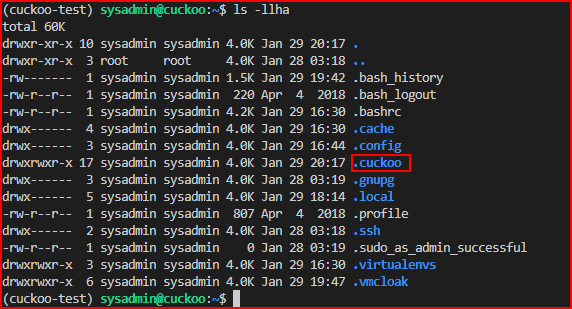 (cuckoo-test) sysadmin@cuckoo:~$ ls -llha
total 60K
drwxr-xr-x 10 sysadmin sysadmin 4.0K Jan 29 20:17 .
drwxr-xr-x  3 root     root     4.0K Jan 28 03:18 ..
-rw-------  1 sysadmin sysadmin 1.5K Jan 29 19:42 .bash_history
-rw-r--r--  1 sysadmin sysadmin  220 Apr  4  2018 .bash_logout
-rw-r--r--  1 sysadmin sysadmin 4.2K Jan 29 16:30 .bashrc
drwx------  4 sysadmin sysadmin 4.0K Jan 29 16:30 .cache
drwx------  3 sysadmin sysadmin 4.0K Jan 29 16:44 .config
drwxrwxr-x 17 sysadmin sysadmin 4.0K Jan 29 20:17 .cuckoo
drwx------  3 sysadmin sysadmin 4.0K Jan 28 03:19 .gnupg
drwx------  5 sysadmin sysadmin 4.0K Jan 29 18:14 .local
-rw-r--r--  1 sysadmin sysadmin  807 Apr  4  2018 .profile
drwx------  2 sysadmin sysadmin 4.0K Jan 28 03:18 .ssh
-rw-r--r--  1 sysadmin sysadmin    0 Jan 28 03:19 .sudo_as_admin_successful
drwxrwxr-x  3 sysadmin sysadmin 4.0K Jan 29 16:30 .virtualenvs
drwxrwxr-x  6 sysadmin sysadmin 4.0K Jan 29 19:47 .vmcloak
(cuckoo-test) sysadmin@cuckoo:~$